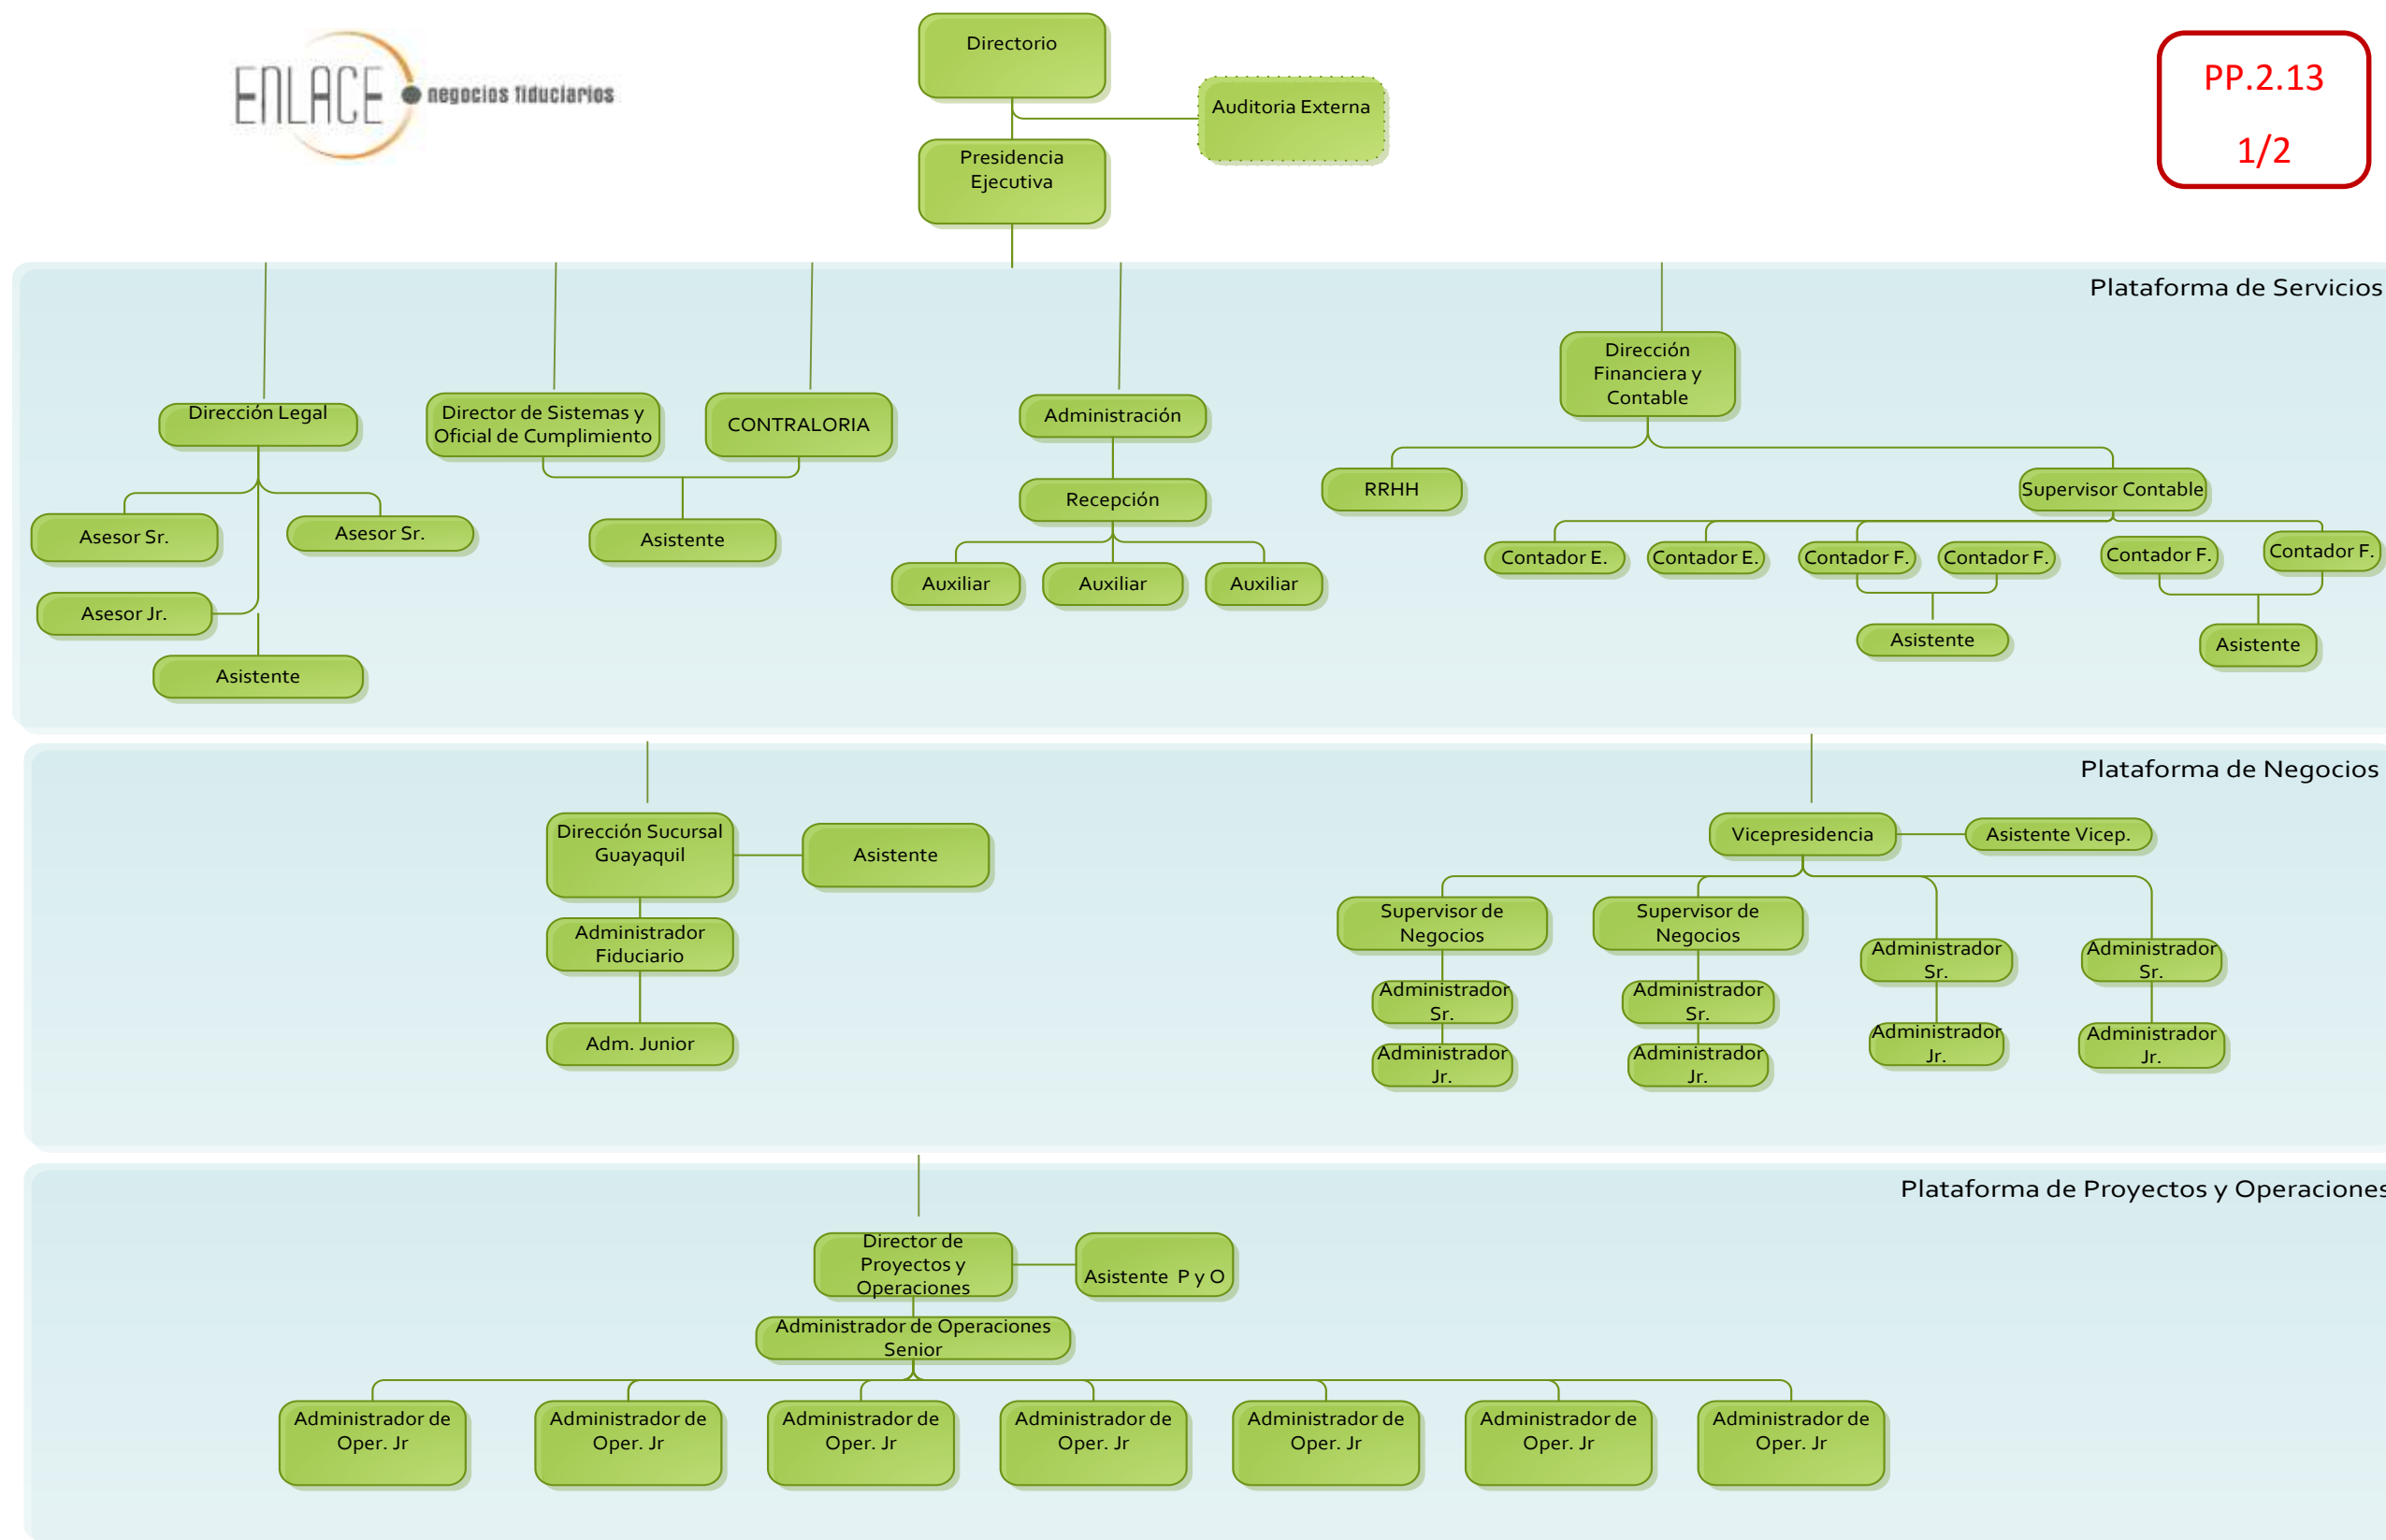 ENLACE negocios fiduciarios
Directorio
Auditoria Externa
Presidencia
Ejecutiva
PP.2.13
1/2
Plataforma de Servicios
Dirección Legal
Asesor Sr.
Asesor Sr.
Asesor Jr.
Asistente
Director de Sistemas y
Oficial de Cumplimiento
CONTRALORIA
Asistente
Administración
Recepción
Auxiliar
Auxiliar
Auxiliar
Dirección
Financiera y
Contable
RRHH
Supervisor Contable
Contador E.
Contador E.
Contador F.
Contador F.
Contador F.
Contador F.
Asistente
Asistente
Plataforma de Negocios
Dirección Sucursal
Guayaquil
Asistente
Administrador
Fiduciario
Adm. Junior
Vicepresidencia
Asistente Vicep.
Supervisor de
Negocios
Supervisor de
Negocios
Administrador
Sr.
Administrador
Sr.
Administrador
Sr.
Administrador
Sr.
Administrador
Jr.
Administrador
Jr.
Administrador
Jr.
Administrador
Jr.
Plataforma de Proyectos y Operaciones
Director de
Proyectos y
Operaciones
Asistente P y O
Administrador de Operaciones
Senior
Administrador de
Oper. Jr
Administrador de
Oper. Jr
Administrador de
Oper. Jr
Administrador de
Oper. Jr
Administrador de
Oper. Jr
Administrador de
Oper. Jr
Administrador de
Oper. Jr